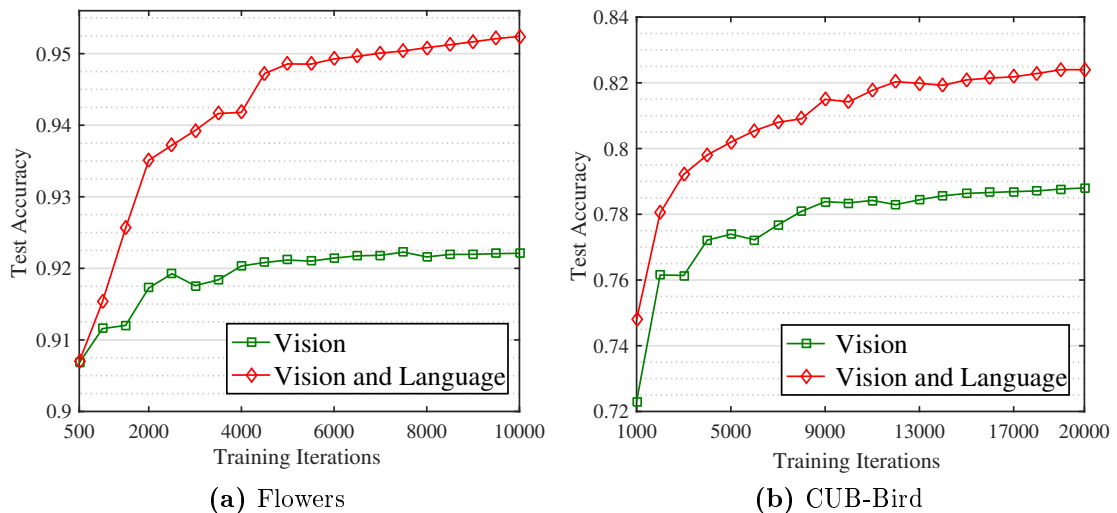 0.95
0.94
0.93
0.92
0.91
0.9
Test Accuracy
500 2000 4000 6000 8000 10000
Training Iterations
Vision
Vision and Language
(a) Flowers
0.84
0.82
0.8
0.78
0.76
0.74
0.72
Test Accuracy
1000 5000 9000 13000 17000 20000
Training Iterations
Vision
Vision and Language
(b) CUB-Bird